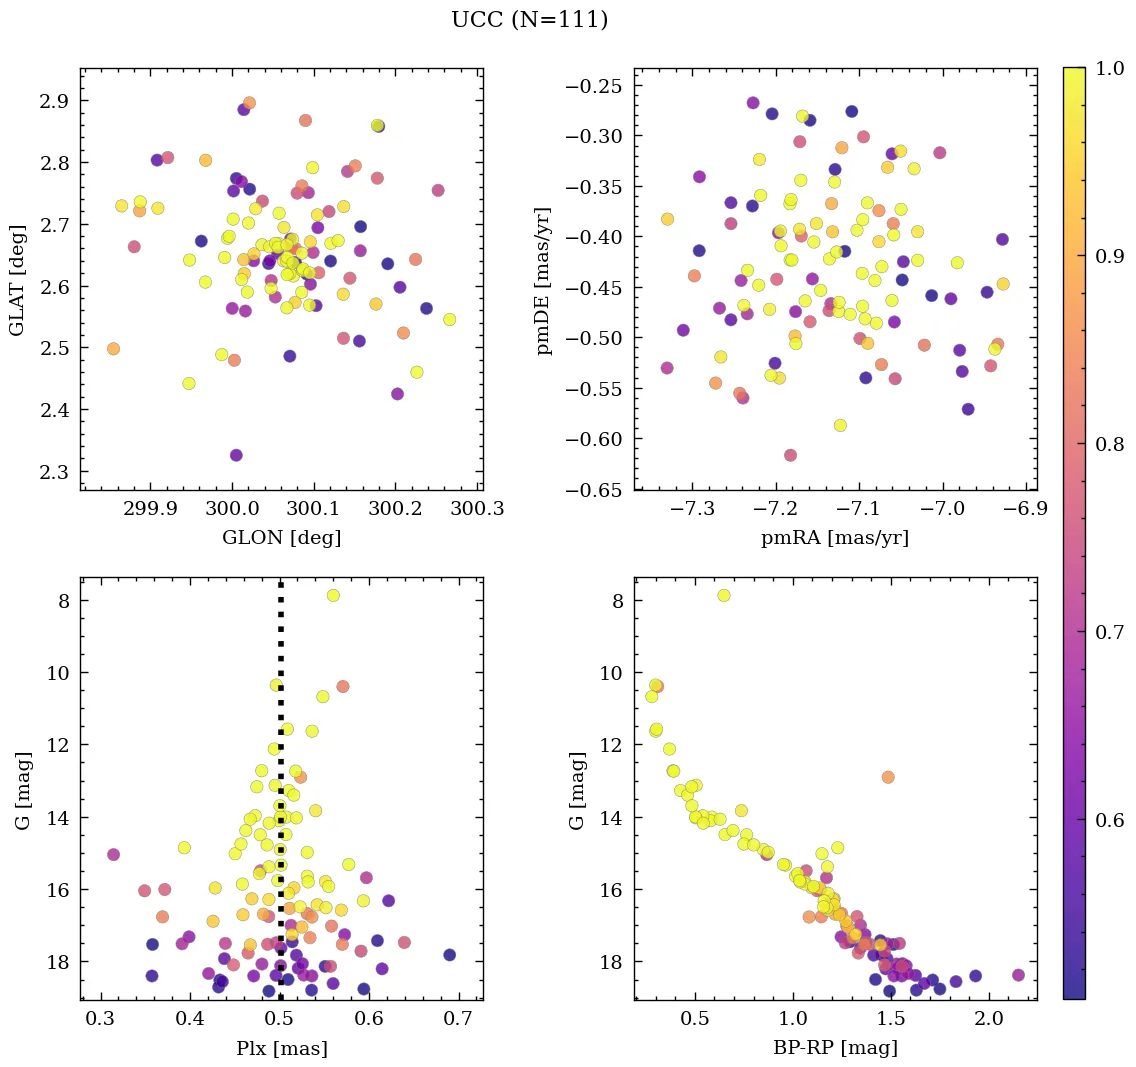 UCC (N=111)
2.9
2.8
2.7
2.6
2.5
2.4
2.3
GLAT [deg]
299.9 300.0 300.1 300.2 300.3
GLON [deg]
−0.25
−0.30
−0.35
−0.40
−0.45
−0.50
−0.55
−0.60
−0.65
pmDE [mas/yr]
−7.3 −7.2 −7.1 −7.0 −6.9
pmRA [mas/yr]
1.0
0.9
0.8
0.7
0.6
8
10
12
14
16
18
G [mag]
0.3 0.4 0.5 0.6 0.7
Plx [mas]
8
10
12
14
16
18
G [mag]
0.5 1.0 1.5 2.0
BP-RP [mag]